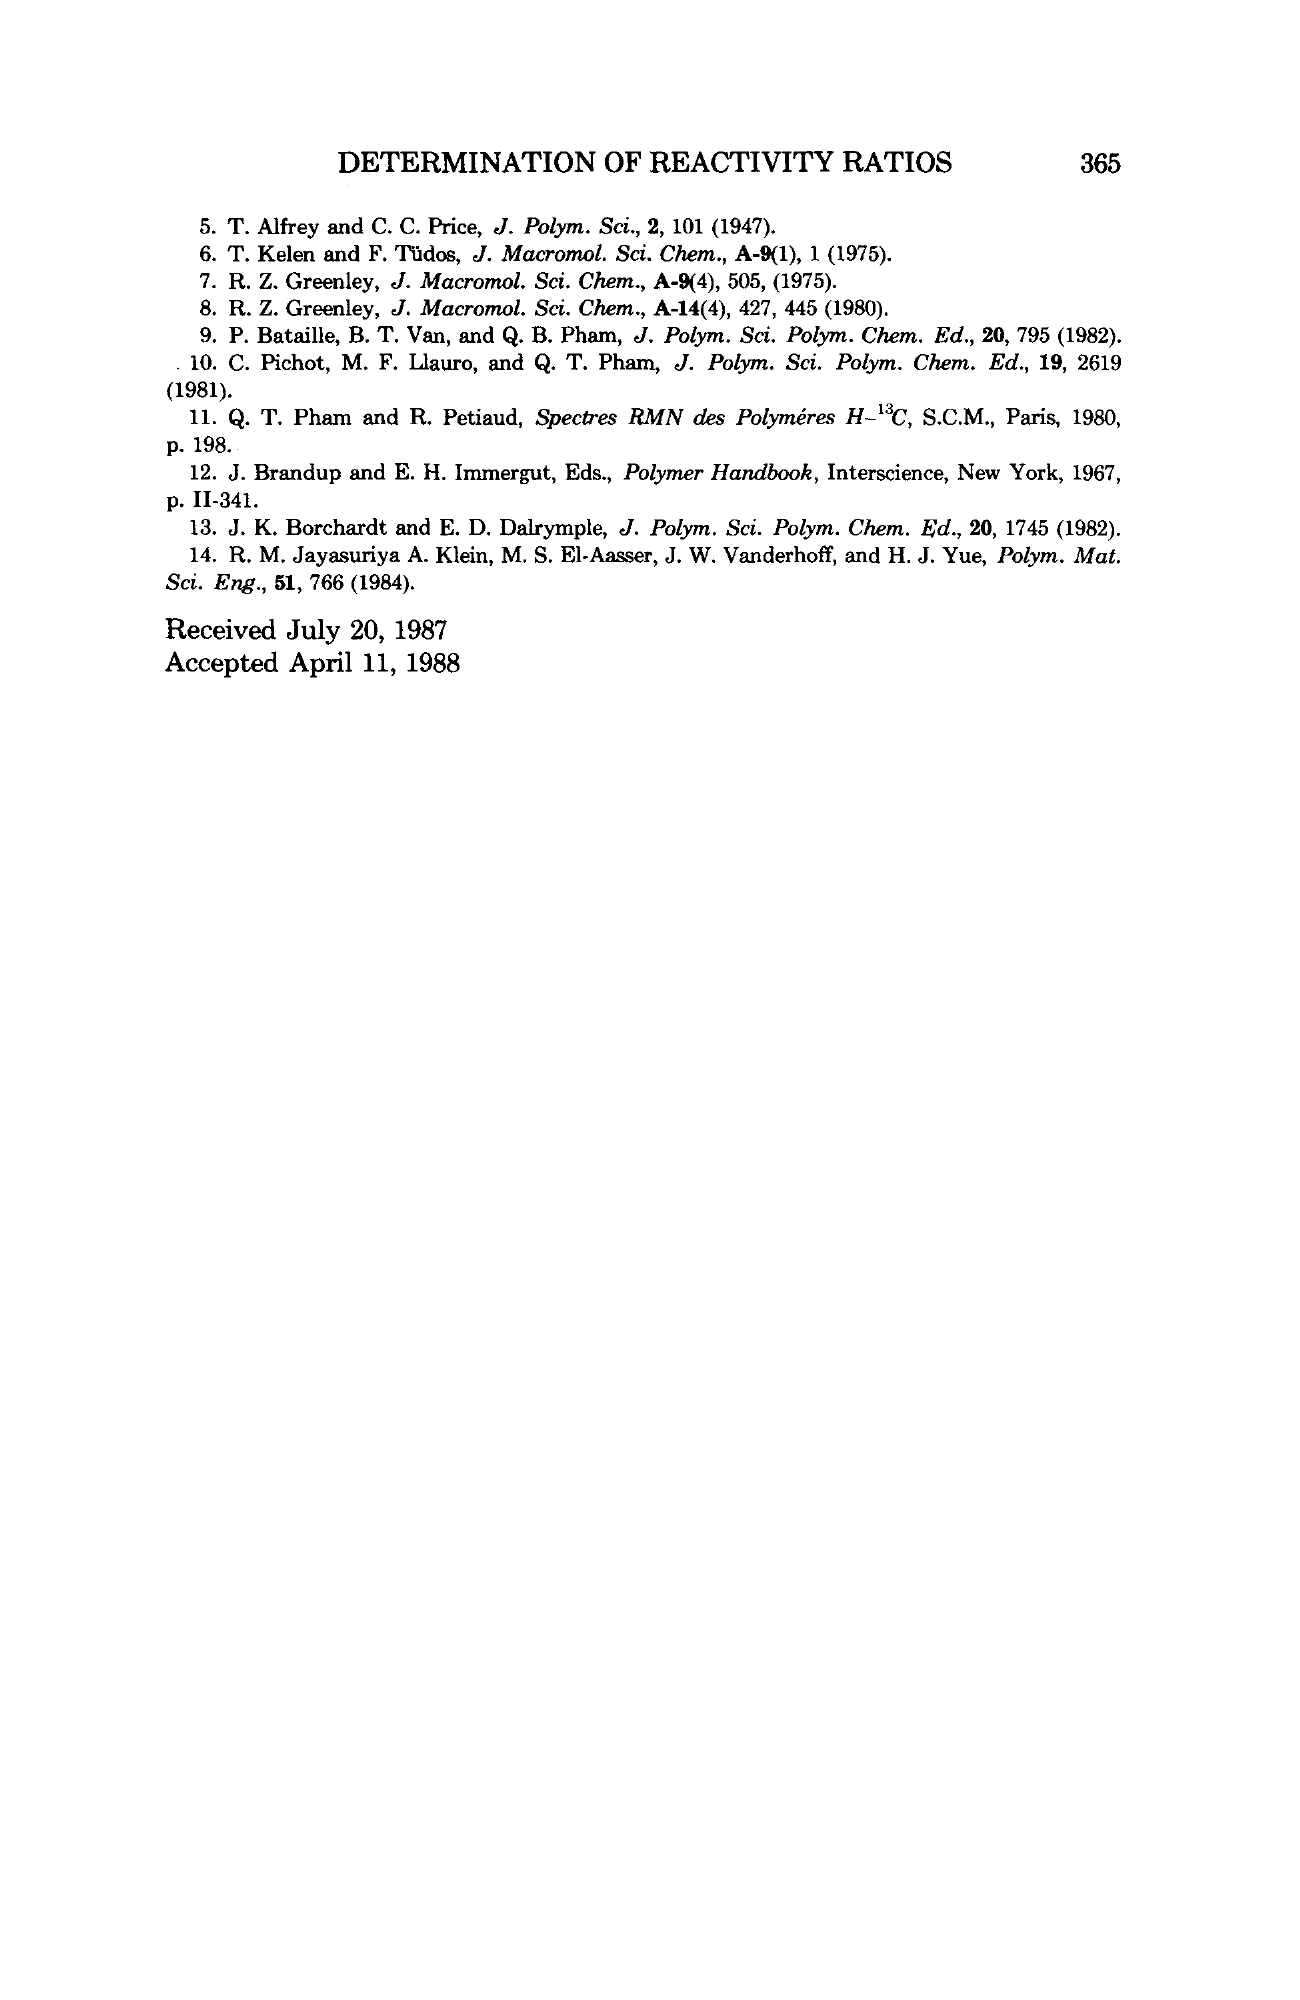 DETERMINATION OF REACTIVITY RATIOS 365
5. T. Alfrey and C. C. Price, J. Polym. Sci., 2, 101 (1947).
6. T. Kelen and F. Tüdos, J. Macromol. Sci. Chem., A-9(1), 1 (1975).
7. R. Z. Greenley, J. Macromol. Sci. Chem., A-9(4), 505, (1975).
8. R. Z. Greenley, J. Macromol. Sci. Chem., A-14(4), 427, 445 (1980).
9. P. Bataille, B. T. Van, and Q. B. Pham, J. Polym. Sci. Polym. Chem. Ed., 20, 795 (1982).
10. C. Pichot, M. F. Llauro, and Q. T. Pham, J. Polym. Sci. Polym. Chem. Ed., 19, 2619
(1981).
11. Q. T. Pham and R. Petiaud, Spectres RMN des Polyméres H–¹³C, S.C.M., Paris, 1980,
p. 198.
12. J. Brandup and E. H. Immergut, Eds., Polymer Handbook, Interscience, New York, 1967,
p. II-341.
13. J. K. Borchardt and E. D. Dalrymple, J. Polym. Sci. Polym. Chem. Ed., 20, 1745 (1982).
14. R. M. Jayasuriya A. Klein, M. S. El-Aasser, J. W. Vanderhoff, and H. J. Yue, Polym. Mat.
Sci. Eng., 51, 766 (1984).
Received July 20, 1987
Accepted April 11, 1988